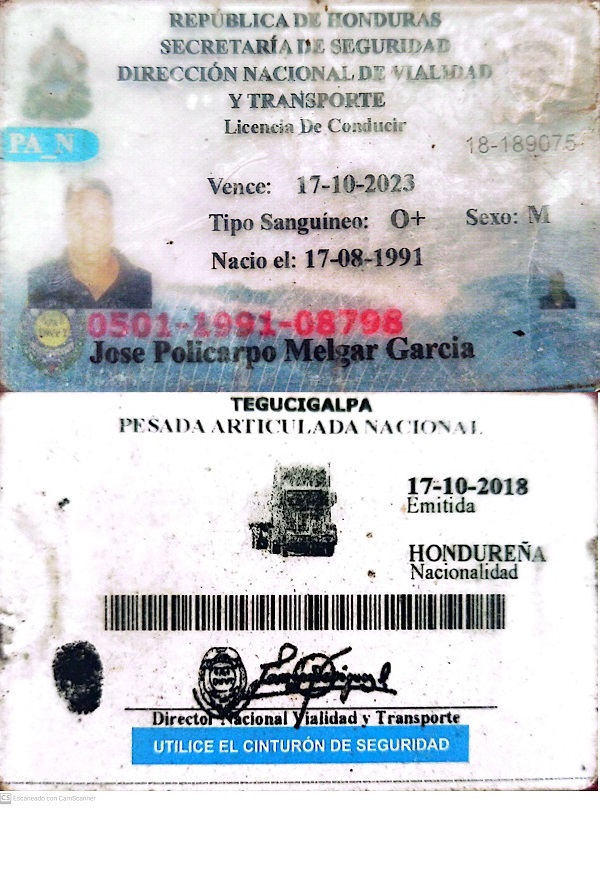 REPÚBLICA DE HONDURAS
SECRETARÍA DE SEGURIDAD
DIRECCIÓN NACIONAL DE VIALIDAD
Y TRANSPORTE
Licencia De Conducir
PA_N
18-189075
Vence: 17-10-2023
Tipo Sanguíneo: O+ Sexo: M
Nacio el: 17-08-1991
0501-1991-08798
Jose Policarpo Melgar Garcia
TEGUCIGALPA
PESADA ARTICULADA NACIONAL
17-10-2018
Emitida
HONDUREÑA
Nacionalidad
Director Nacional Vialidad y Transporte
UTILICE EL CINTURÓN DE SEGURIDAD
CS Escaneado con CamScanner